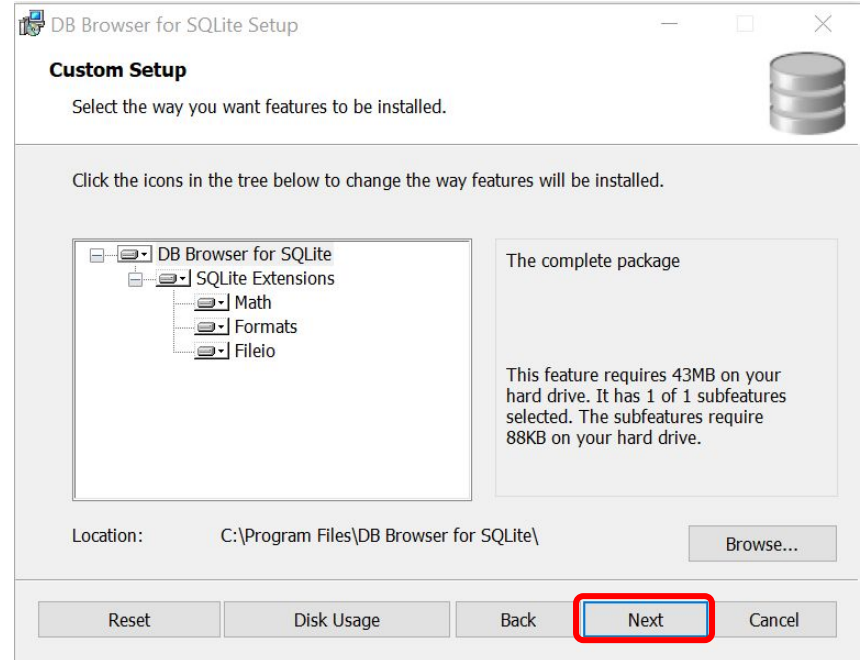 DB Browser for SQLite Setup
Custom Setup
Select the way you want features to be installed.
Click the icons in the tree below to change the way features will be installed.
DB Browser for SQLite
SQLite Extensions
Math
Formats
Fileio
The complete package
This feature requires 43MB on your
hard drive. It has 1 of 1 subfeatures
selected. The subfeatures require
88KB on your hard drive.
Location: C:\Program Files\DB Browser for SQLite\
Browse...
Reset Disk Usage Back Next Cancel